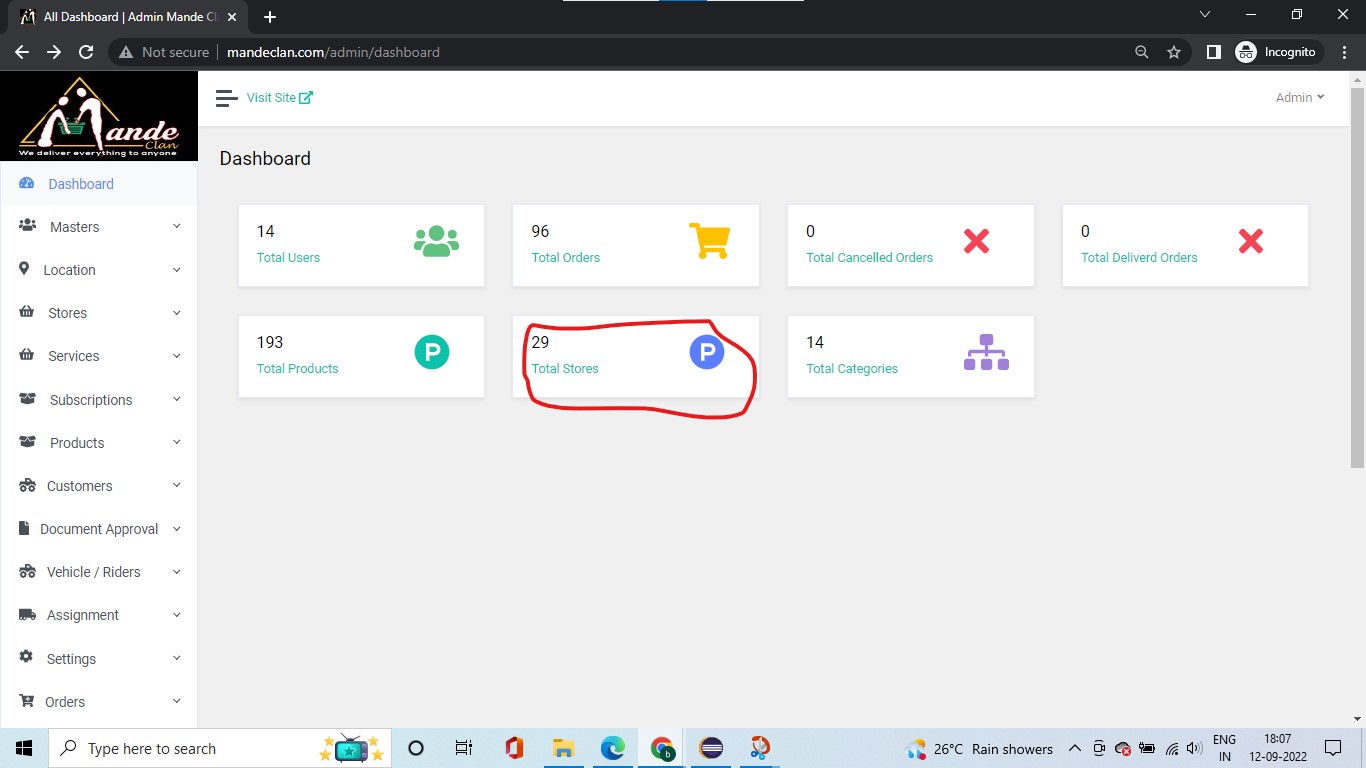 All Dashboard | Admin Mande Cl
Not secure | mandeclan.com/admin/dashboard
Incognito
Mande
Clan
We deliver everything to anyone
Visit Site
Admin
Dashboard
Dashboard
Masters
Location
Stores
Services
Subscriptions
Products
Customers
Document Approval
Vehicle / Riders
Assignment
Settings
Orders
14
Total Users
96
Total Orders
0
Total Cancelled Orders
0
Total Deliverd Orders
193
Total Products
P
29
Total Stores
P
14
Total Categories
Type here to search
26°C Rain showers
ENG
IN
18:07
12-09-2022